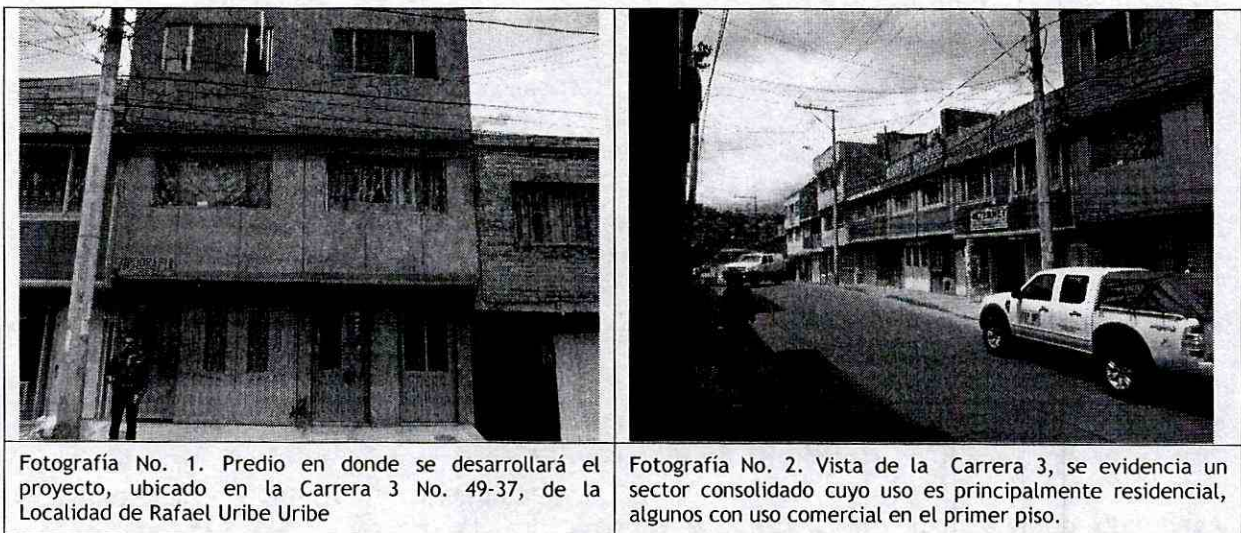 TIPOGRAFIA
Fotografía No. 1. Predio en donde se desarrollará el
proyecto, ubicado en la Carrera 3 No. 49-37, de la
Localidad de Rafael Uribe Uribe
Fotografía No. 2. Vista de la Carrera 3, se evidencia un
sector consolidado cuyo uso es principalmente residencial,
algunos con uso comercial en el primer piso.